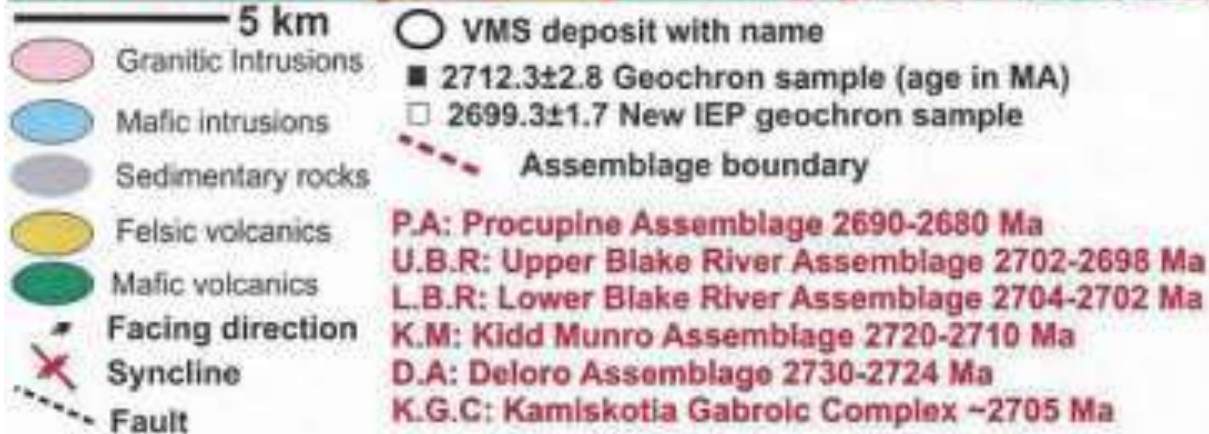 5 km
Granitic Intrusions
Mafic intrusions
Sedimentary rocks
Felsic volcanics
Mafic volcanics
Facing direction
Syncline
Fault
VMS deposit with name
2712.3±2.8 Geochron sample (age in MA)
2699.3±1.7 New IEP geochron sample
Assemblage boundary
P.A: Procupine Assemblage 2690-2680 Ma
U.B.R: Upper Blake River Assemblage 2702-2698 Ma
L.B.R: Lower Blake River Assemblage 2704-2702 Ma
K.M: Kidd Munro Assemblage 2720-2710 Ma
D.A: Deloro Assemblage 2730-2724 Ma
K.G.C: Kamiskotia Gabroic Complex ~2705 Ma